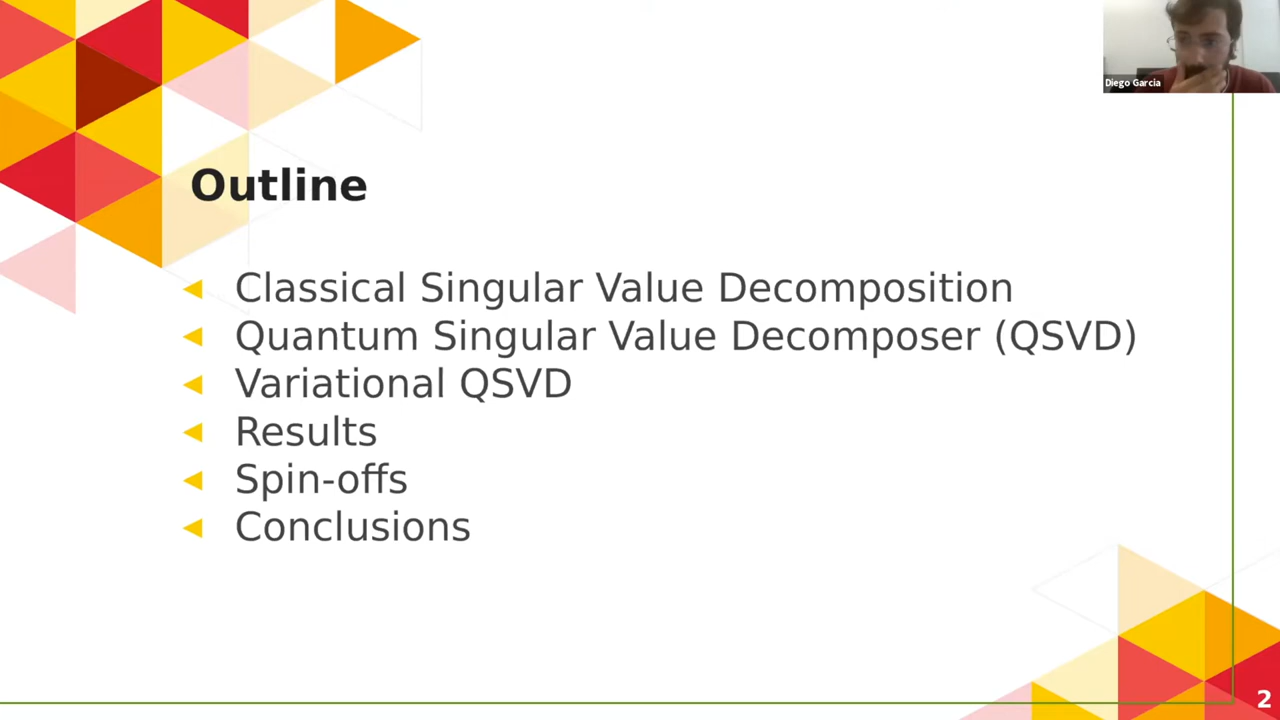 Diego Garcia
Outline
Classical Singular Value Decomposition
Quantum Singular Value Decomposer (QSVD)
Variational QSVD
Results
Spin-offs
Conclusions
2